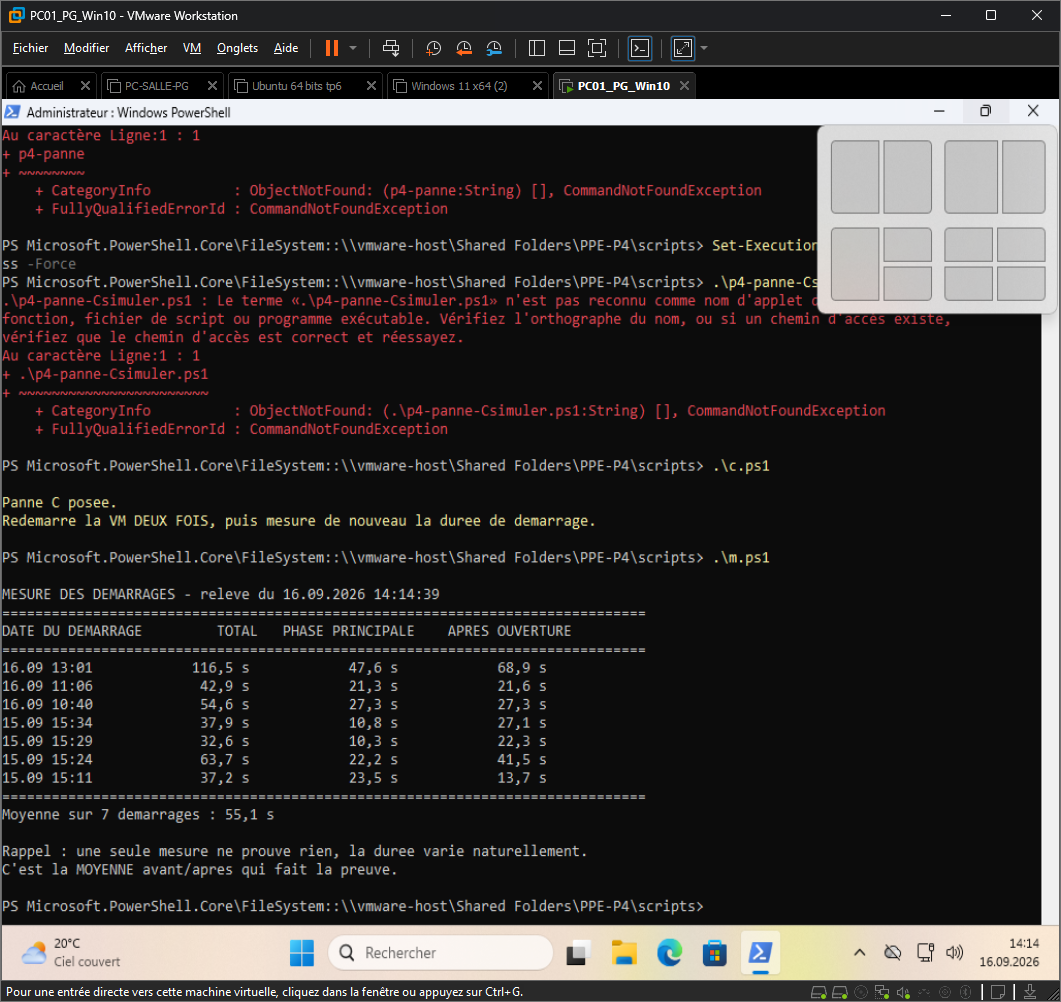 PC01_PG_Win10 - VMware Workstation
Fichier Modifier Afficher VM Onglets Aide
Accueil PC-SALLE-PG Ubuntu 64 bits tp6 Windows 11 x64 (2) PC01_PG_Win10
Administrateur : Windows PowerShell
Au caractère Ligne:1 : 1
+ p4-panne
+ ~~~~~~~~
+ CategoryInfo : ObjectNotFound: (p4-panne:String) [], CommandNotFoundException
+ FullyQualifiedErrorId : CommandNotFoundException
PS Microsoft.PowerShell.Core\FileSystem::\\vmware-host\Shared Folders\PPE-P4\scripts> Set-Execution
ss -Force
PS Microsoft.PowerShell.Core\FileSystem::\\vmware-host\Shared Folders\PPE-P4\scripts> .\p4-panne-Cs
.\p4-panne-Csimuler.ps1 : Le terme «.\p4-panne-Csimuler.ps1» n'est pas reconnu comme nom d'applet
fonction, fichier de script ou programme exécutable. Vérifiez l'orthographe du nom, ou si un chemin d'accès existe,
vérifiez que le chemin d'accès est correct et réessayez.
Au caractère Ligne:1 : 1
+ .\p4-panne-Csimuler.ps1
+ ~~~~~~~~~~~~~~~~~~~~~~~
+ CategoryInfo : ObjectNotFound: (.\p4-panne-Csimuler.ps1:String) [], CommandNotFoundException
+ FullyQualifiedErrorId : CommandNotFoundException
PS Microsoft.PowerShell.Core\FileSystem::\\vmware-host\Shared Folders\PPE-P4\scripts> .\c.ps1
Panne C posee.
Redemarre la VM DEUX FOIS, puis mesure de nouveau la duree de demarrage.
PS Microsoft.PowerShell.Core\FileSystem::\\vmware-host\Shared Folders\PPE-P4\scripts> .\m.ps1
MESURE DES DEMARRAGES - releve du 16.09.2026 14:14:39
==============================================================================
DATE DU DEMARRAGE TOTAL PHASE PRINCIPALE APRES OUVERTURE
==============================================================================
16.09 13:01 116,5 s 47,6 s 68,9 s
16.09 11:06 42,9 s 21,3 s 21,6 s
16.09 10:40 54,6 s 27,3 s 27,3 s
15.09 15:34 37,9 s 10,8 s 27,1 s
15.09 15:29 32,6 s 10,3 s 22,3 s
15.09 15:24 63,7 s 22,2 s 41,5 s
15.09 15:11 37,2 s 23,5 s 13,7 s
==============================================================================
Moyenne sur 7 demarrages : 55,1 s
Rappel : une seule mesure ne prouve rien, la duree varie naturellement.
C'est la MOYENNE avant/apres qui fait la preuve.
PS Microsoft.PowerShell.Core\FileSystem::\\vmware-host\Shared Folders\PPE-P4\scripts>
20°C
Ciel couvert
Rechercher
14:14
16.09.2026
Pour une entrée directe vers cette machine virtuelle, cliquez dans la fenêtre ou appuyez sur Ctrl+G.